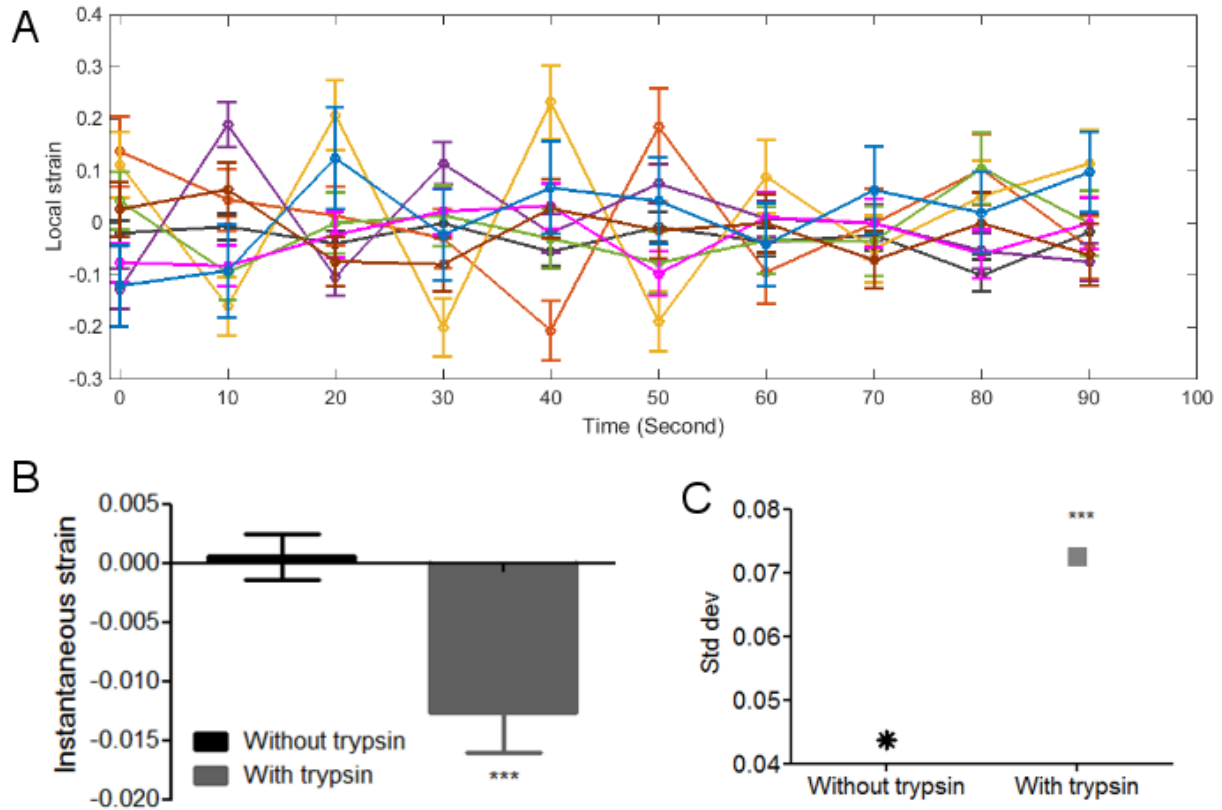 A
0.4
0.3
0.2
0.1
0
-0.1
-0.2
-0.3
Local strain
0 10 20 30 40 50 60 70 80 90 100
Time (Second)
B
0.005
0.000
-0.005
-0.010
-0.015
-0.020
Instantaneous strain
Without trypsin
With trypsin
***
C
0.08
0.07
0.06
0.05
0.04
Std dev
***
Without trypsin With trypsin